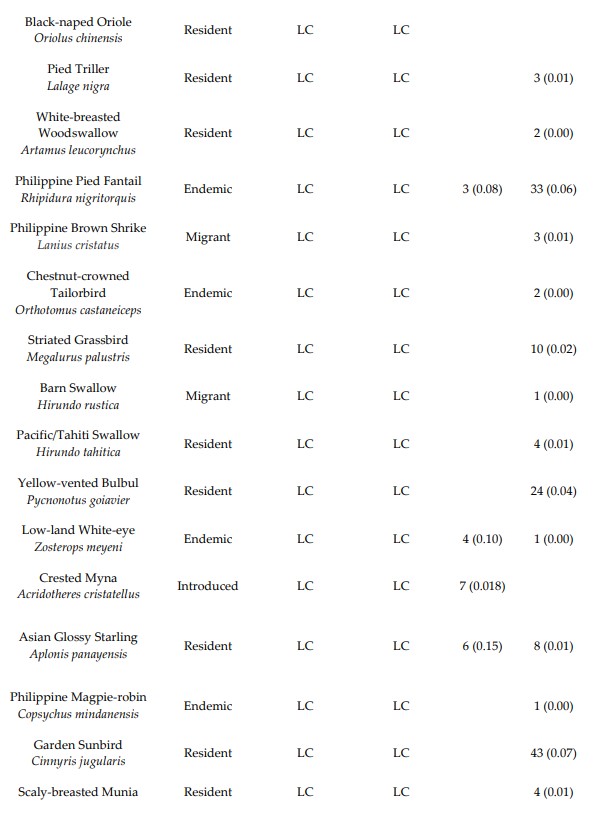 Black-naped Oriole
Oriolus chinensis
Resident LC LC
Pied Triller
Lalage nigra
Resident LC LC 3 (0.01)
White-breasted
Woodswallow
Artamus leucorynchus
Resident LC LC 2 (0.00)
Philippine Pied Fantail
Rhipidura nigritorquis
Endemic LC LC 3 (0.08) 33 (0.06)
Philippine Brown Shrike
Lanius cristatus
Migrant LC LC 3 (0.01)
Chestnut-crowned
Tailorbird
Orthotomus castaneiceps
Endemic LC LC 2 (0.00)
Striated Grassbird
Megalurus palustris
Resident LC LC 10 (0.02)
Barn Swallow
Hirundo rustica
Migrant LC LC 1 (0.00)
Pacific/Tahiti Swallow
Hirundo tahitica
Resident LC LC 4 (0.01)
Yellow-vented Bulbul
Pycnonotus goiavier
Resident LC LC 24 (0.04)
Low-land White-eye
Zosterops meyeni
Endemic LC LC 4 (0.10) 1 (0.00)
Crested Myna
Acridotheres cristatellus
Introduced LC LC 7 (0.018)
Asian Glossy Starling
Aplonis panayensis
Resident LC LC 6 (0.15) 8 (0.01)
Philippine Magpie-robin
Copsychus mindanensis
Endemic LC LC 1 (0.00)
Garden Sunbird
Cinnyris jugularis
Resident LC LC 43 (0.07)
Scaly-breasted Munia Resident LC LC 4 (0.01)